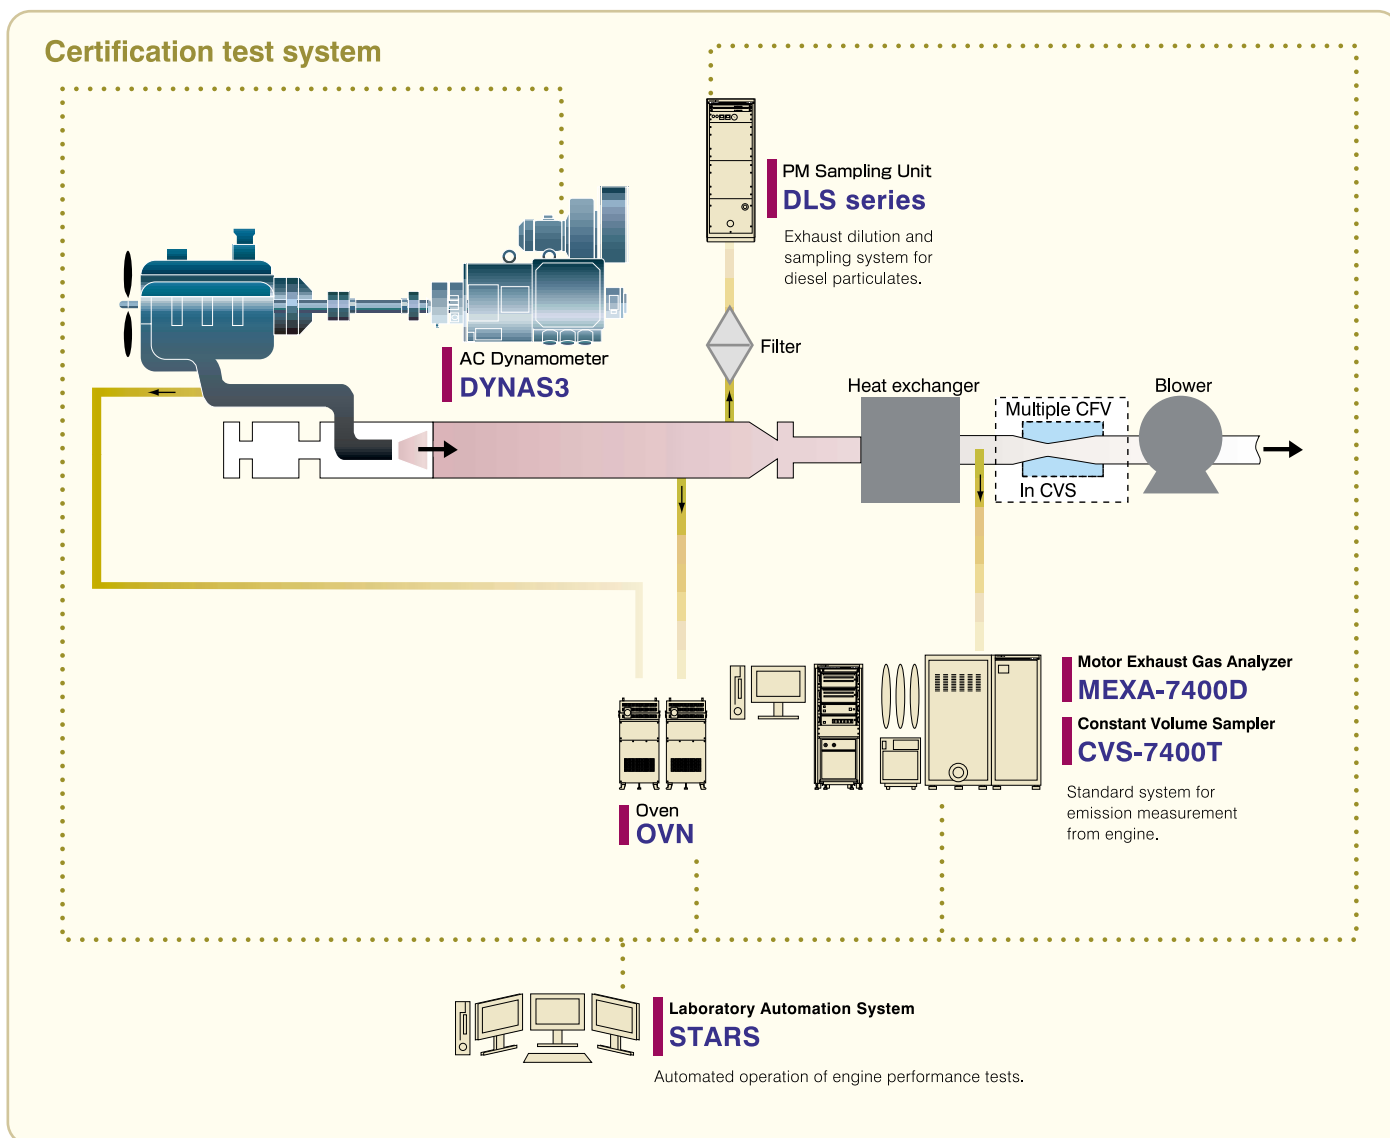 Certification test system
PM Sampling Unit
DLS series
Exhaust dilution and
sampling system for
diesel particulates.
Filter
AC Dynamometer
DYNAS3
Heat exchanger
Multiple CFV
In CVS
Blower
Motor Exhaust Gas Analyzer
MEXA-7400D
Constant Volume Sampler
CVS-7400T
Standard system for
emission measurement
from engine.
Oven
OVN
Laboratory Automation System
STARS
Automated operation of engine performance tests.